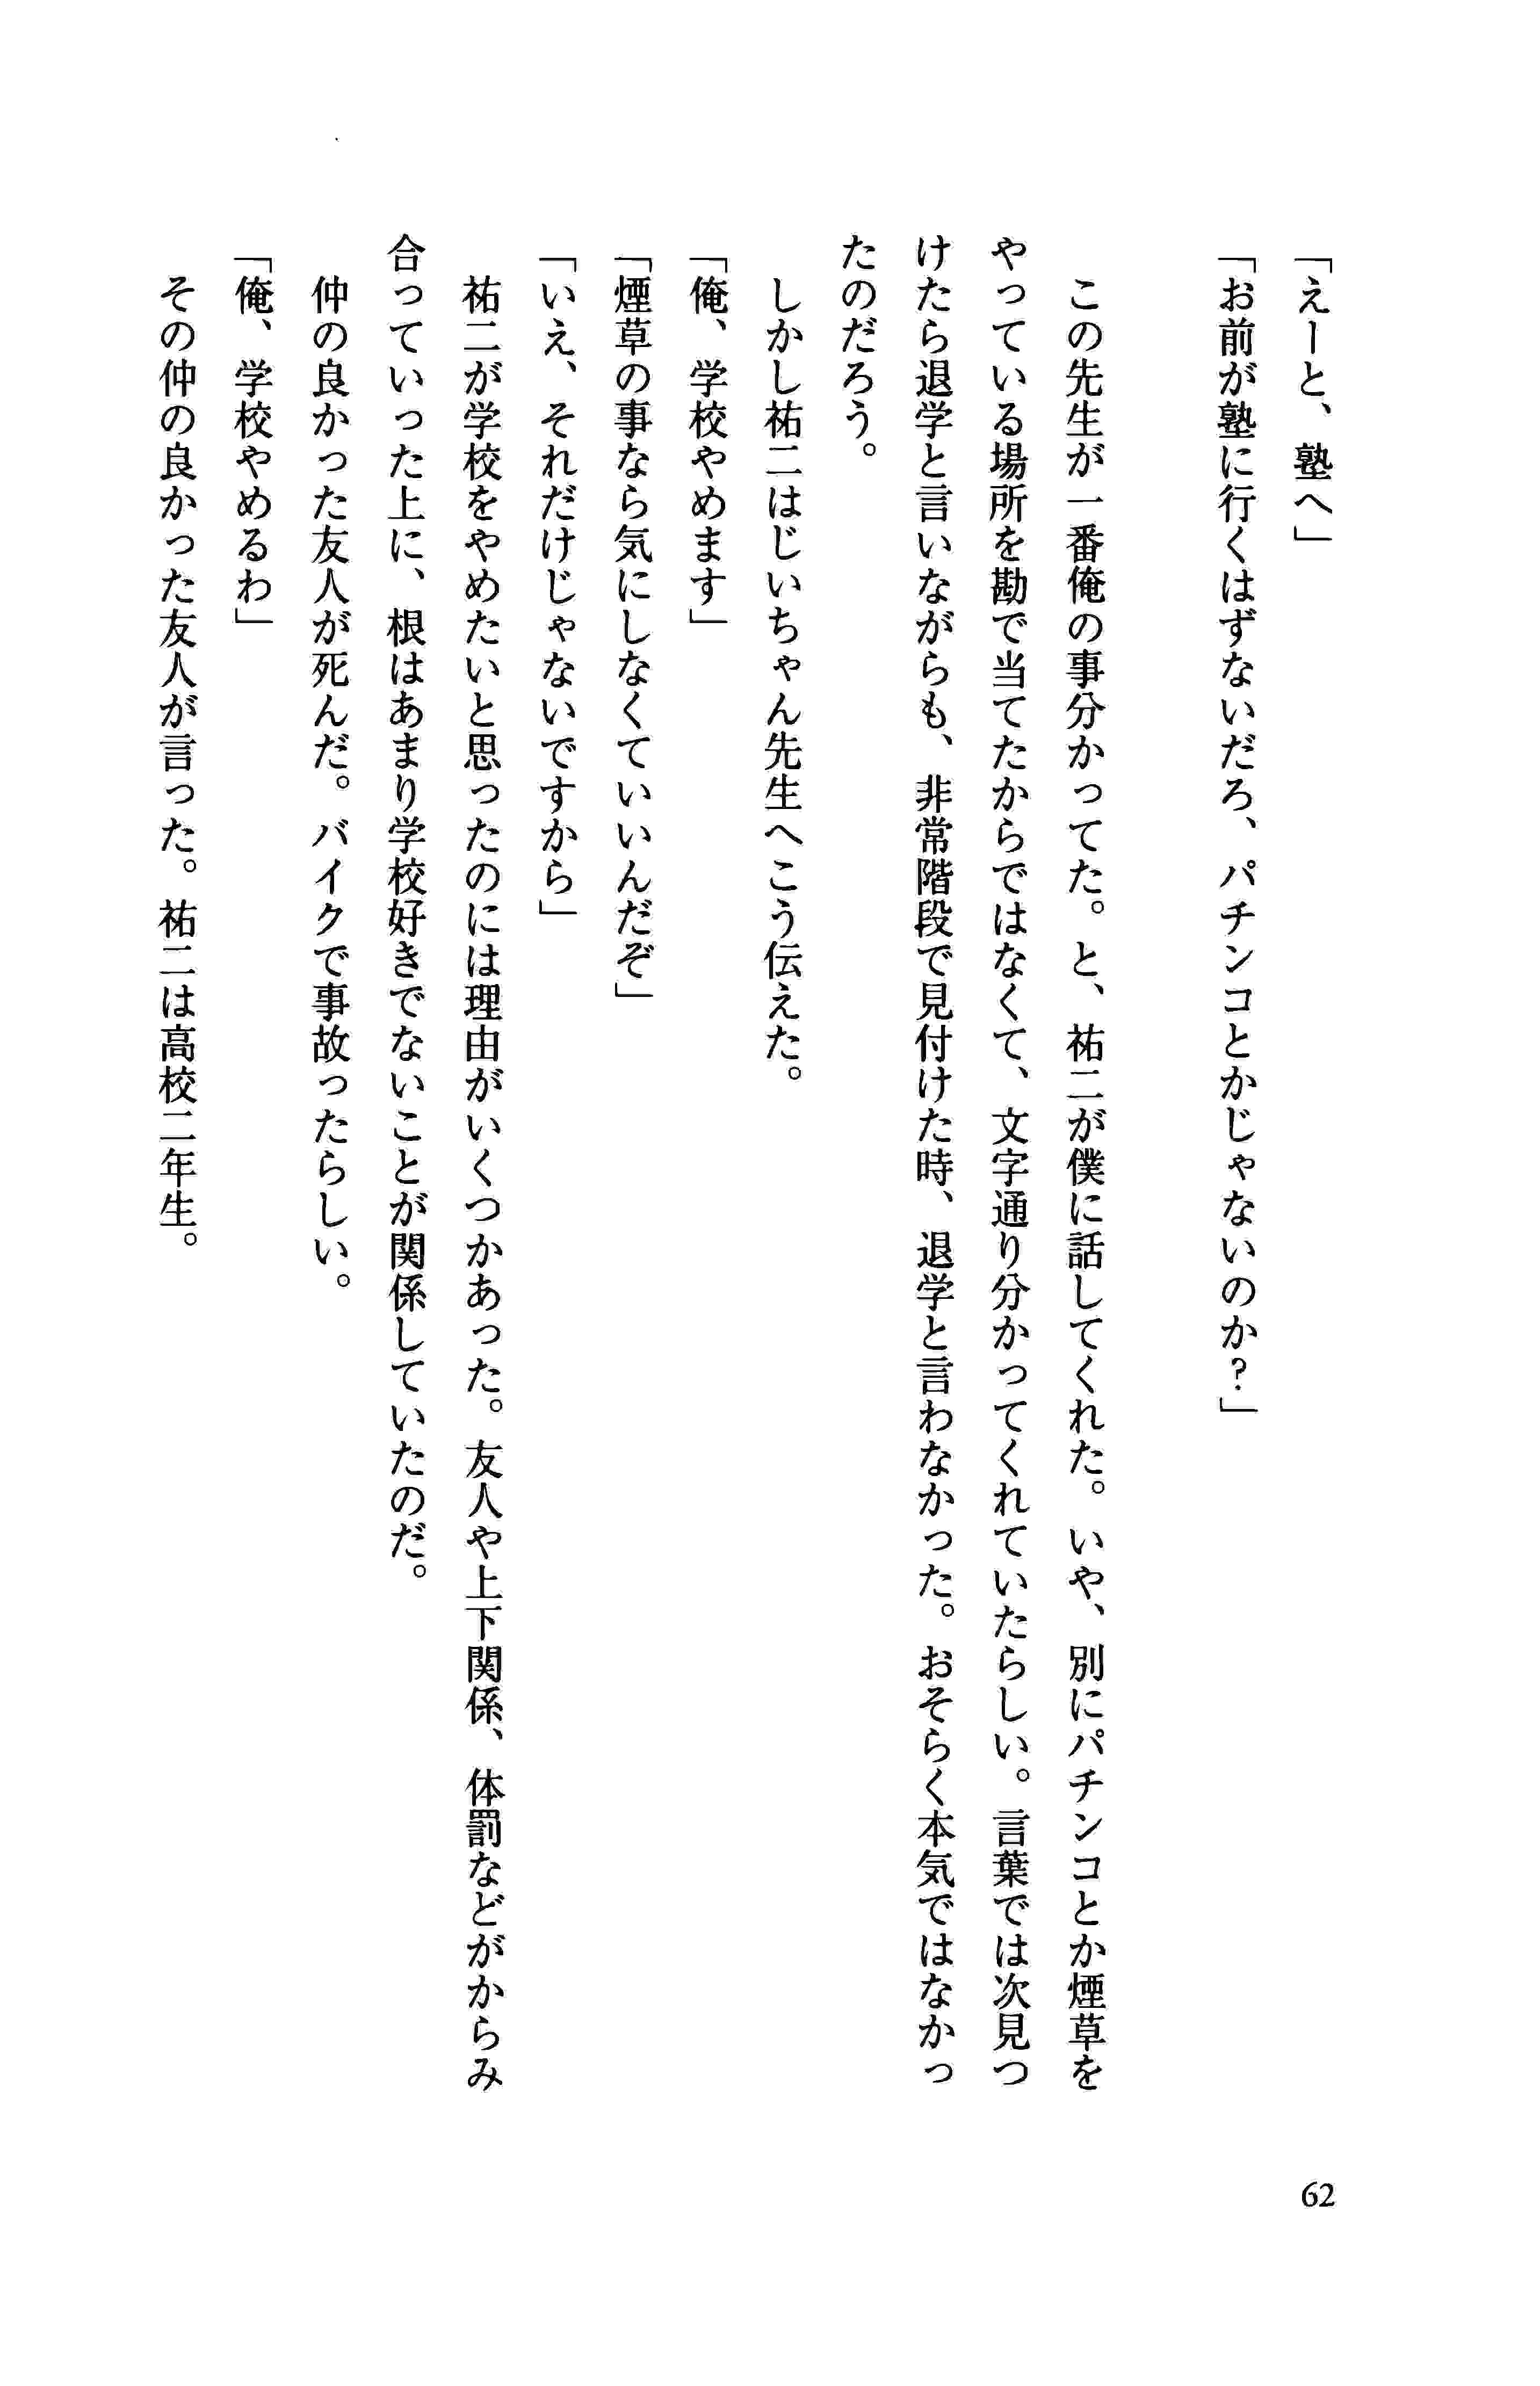 「えーと、塾へ」
「お前が塾に行くはずないだろ、パチンコとかじゃないのか?」
この先生が一番俺の事分かってた。と、祐二が僕に話してくれた。いや、別にパチンコとか煙草を
やっている場所を勘で当てたからではなくて、文字通り分かってくれていたらしい。言葉では次見つ
けたら退学と言いながらも、非常階段で見付けた時、退学と言わなかった。おそらく本気ではなかっ
たのだろう。
しかし祐二はじいちゃん先生へこう伝えた。
「俺、学校やめます」
「煙草の事なら気にしなくていいんだぞ」
「いえ、それだけじゃないですから」
祐二が学校をやめたいと思ったのには理由がいくつかあった。友人や上下関係、体罰などがからみ
合っていった上に、根はあまり学校好きでないことが関係していたのだ。
仲の良かった友人が死んだ。バイクで事故ったらしい。
「俺、学校やめるわ」
その仲の良かった友人が言った。祐二は高校二年生。
62